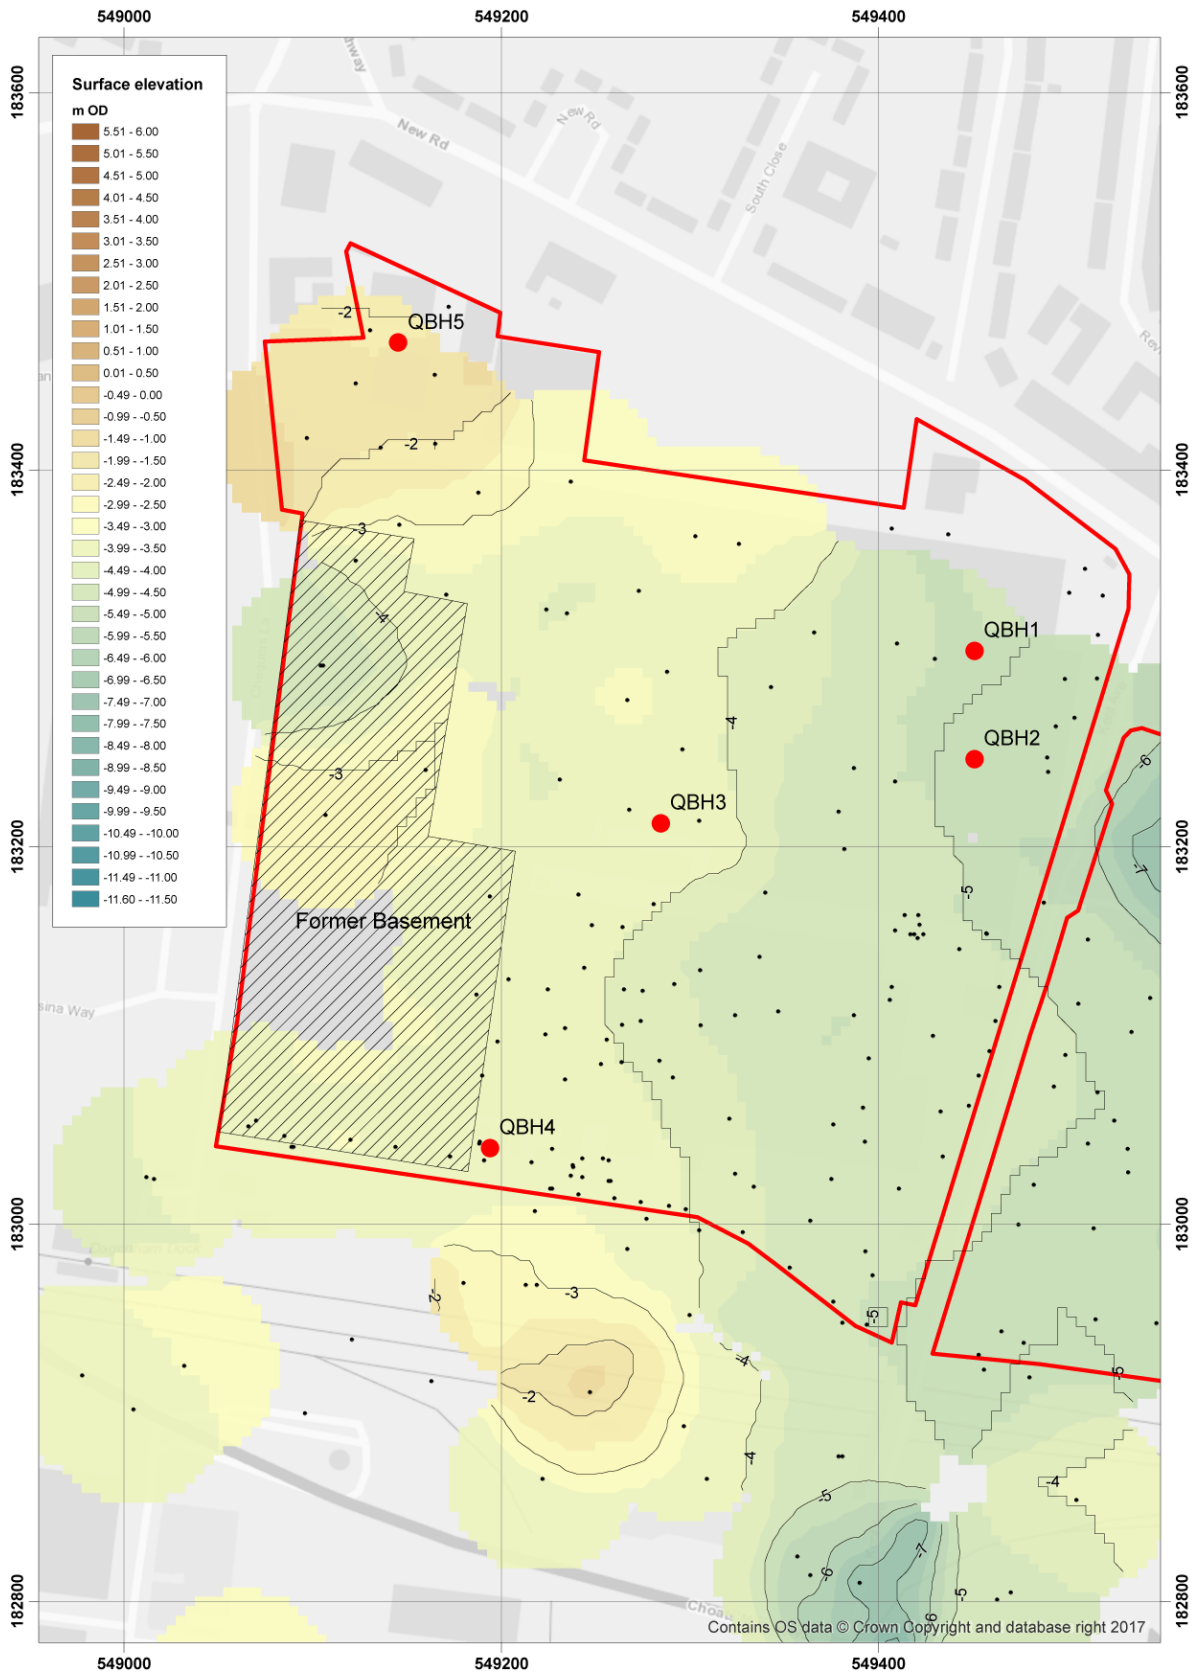 549000
549200
549400
183600
183600
Surface elevation
m OD
5.51 - 6.00
5.01 - 5.50
4.51 - 5.00
4.01 - 4.50
3.51 - 4.00
3.01 - 3.50
2.51 - 3.00
2.01 - 2.50
1.51 - 2.00
1.01 - 1.50
0.51 - 1.00
0.01 - 0.50
-0.49 - 0.00
-0.99 - -0.50
-1.49 - -1.00
-1.99 - -1.50
-2.49 - -2.00
-2.99 - -2.50
-3.49 - -3.00
-3.99 - -3.50
-4.49 - -4.00
-4.99 - -4.50
-5.49 - -5.00
-5.99 - -5.50
-6.49 - -6.00
-6.99 - -6.50
-7.49 - -7.00
-7.99 - -7.50
-8.49 - -8.00
-8.99 - -8.50
-9.49 - -9.00
-9.99 - -9.50
-10.49 - -10.00
-10.99 - -10.50
-11.49 - -11.00
-11.60 - -11.50
New Rd
New Rd
South Close
-2
QBH5
-2
183400
183400
-3
-4
QBH1
-4
QBH2
-6
-3
QBH3
183200
183200
-7
-5
Former Basement
QBH4
183000
183000
-2
-3
-5
-4
-5
-2
-4
-4
-5
-7
-6
-5
-6
182800
182800
Contains OS data © Crown Copyright and database right 2017
549000
549200
549400